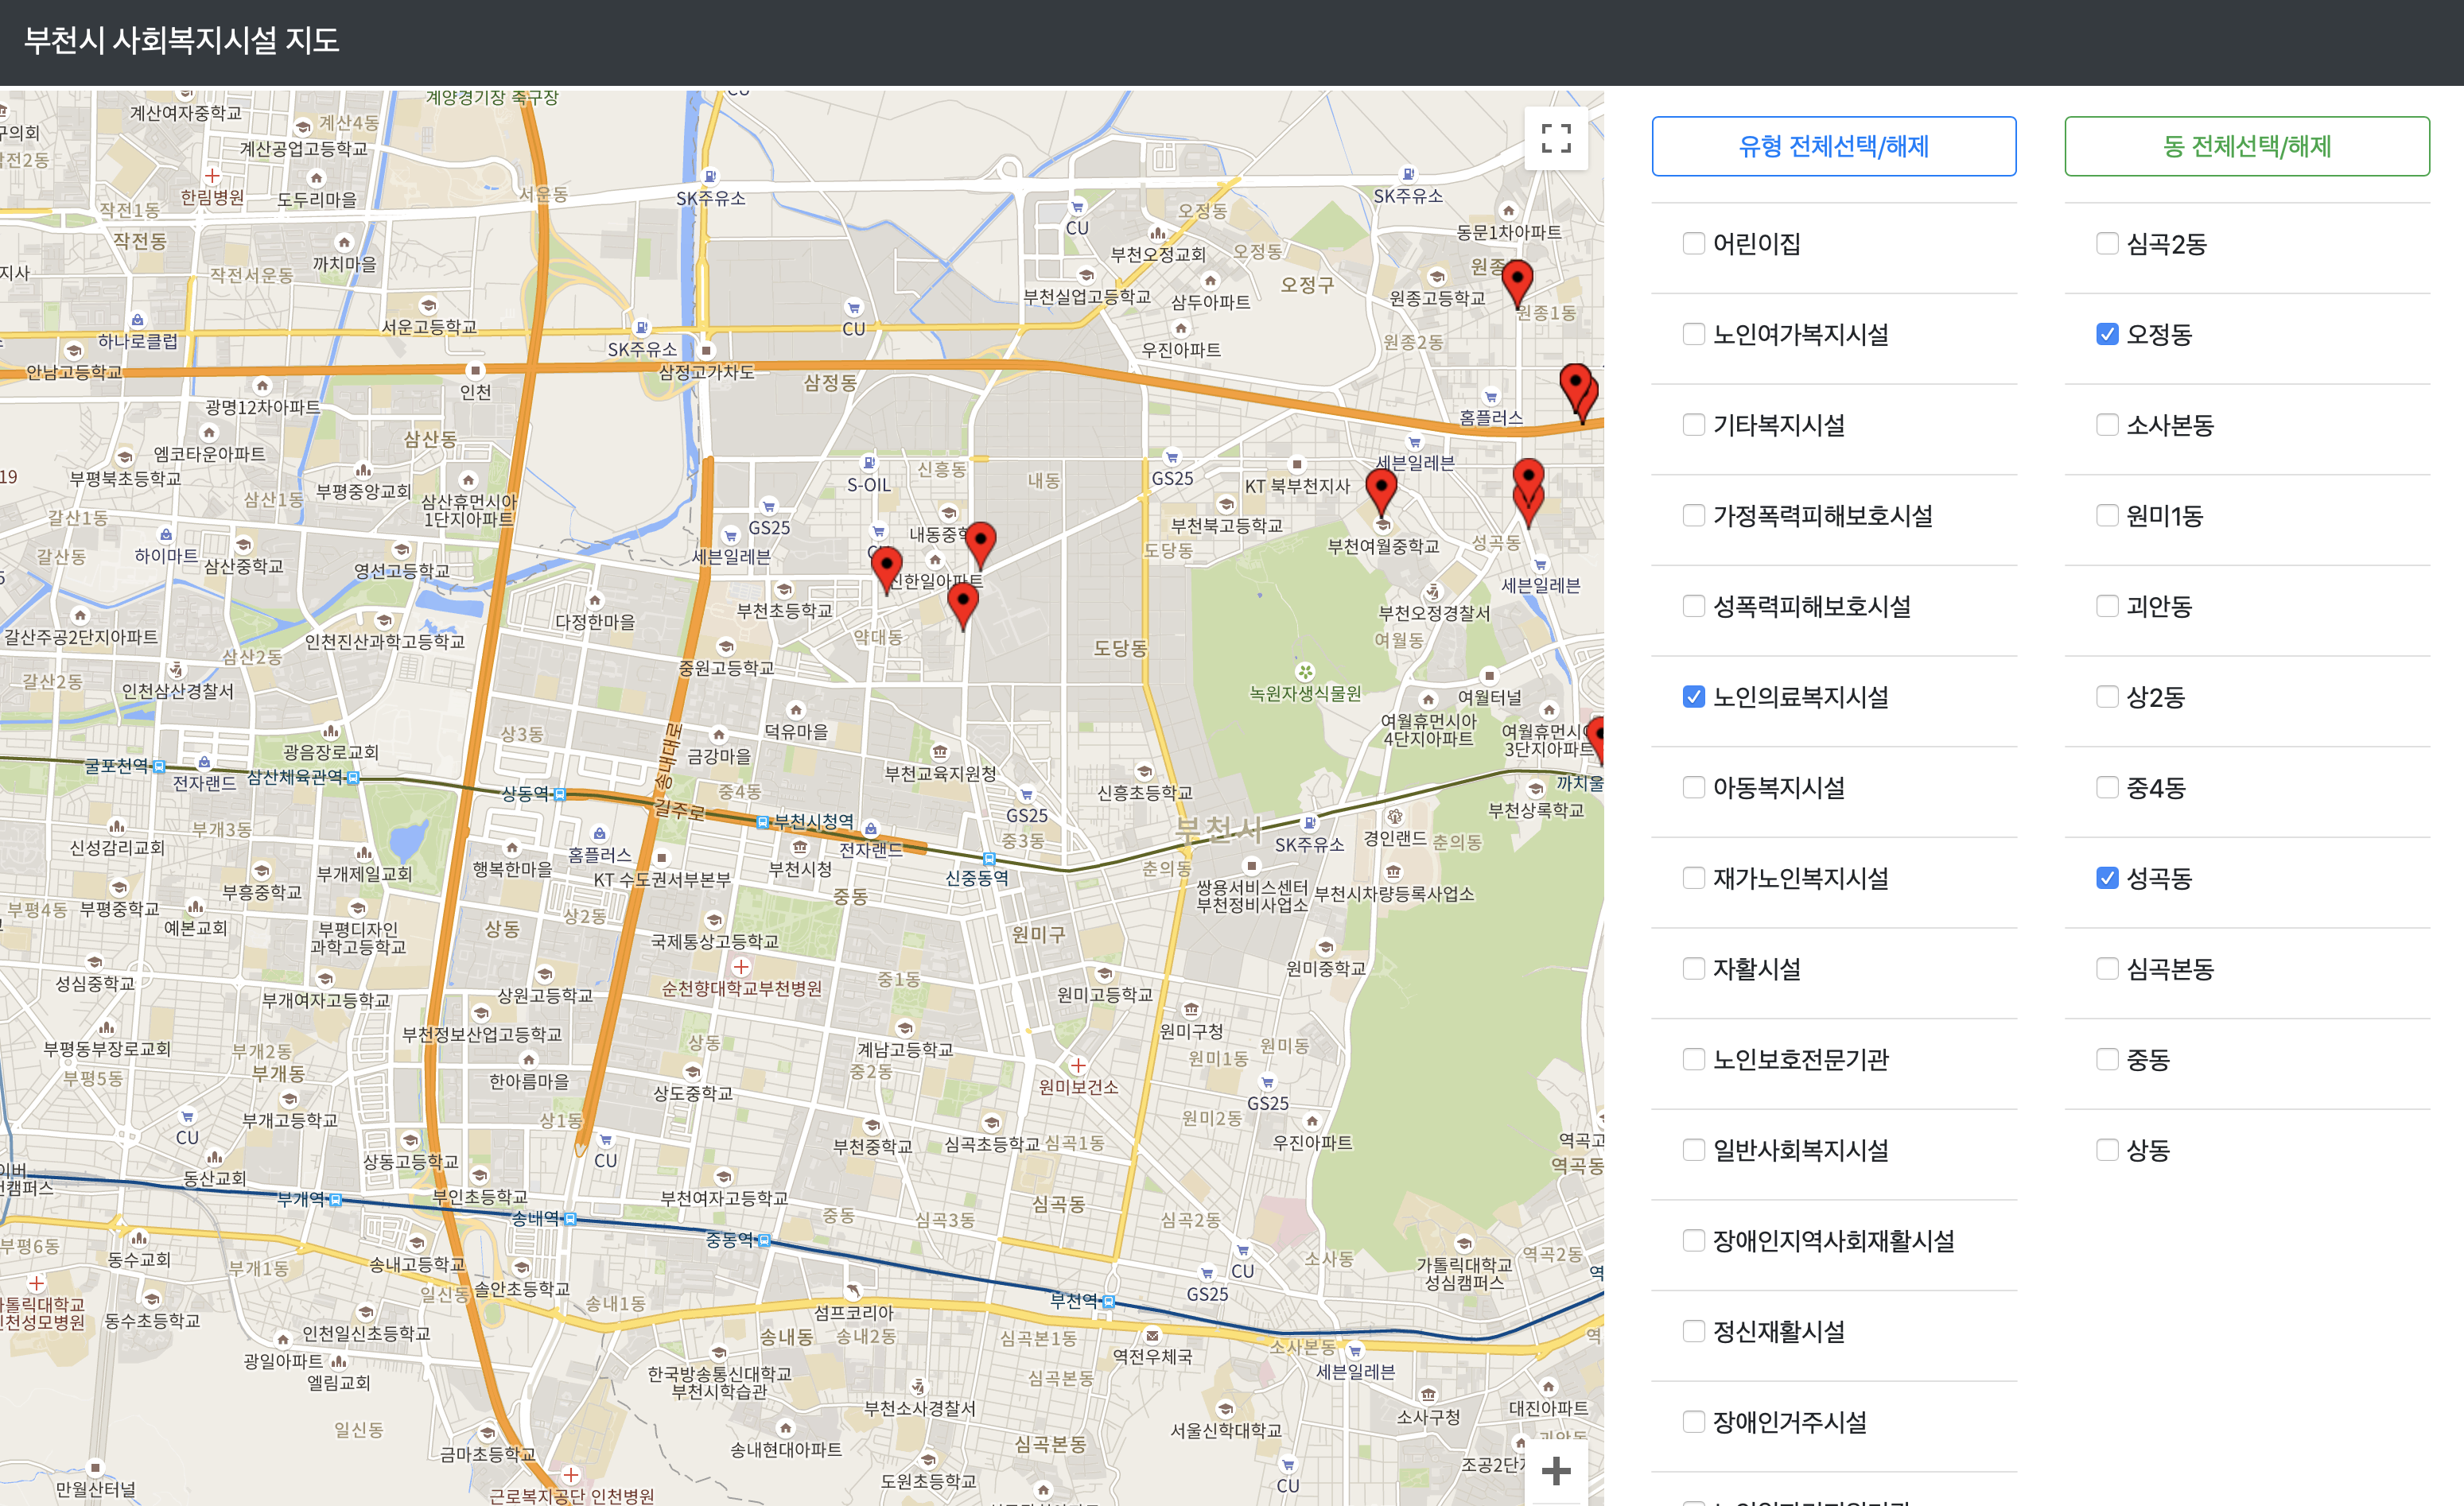 부천시 사회복지시설 지도
유형 전체선택/해제
어린이집
노인여가복지시설
기타복지시설
가정폭력피해보호시설
성폭력피해보호시설
노인의료복지시설
아동복지시설
재가노인복지시설
자활시설
노인보호전문기관
일반사회복지시설
장애인지역사회재활시설
정신재활시설
장애인거주시설
동 전체선택/해제
심곡2동
오정동
소사본동
원미1동
괴안동
상2동
중4동
성곡동
심곡본동
중동
상동
계양경기장 축구장
계산여자중학교
계산4동
계산공업고등학교
한림병원
도두리마을
작전1동
작전동
까치마을
작전서운동
서운동
SK주유소
CU
오정동
부천오정교회
오정동
SK주유소
동문1차아파트
부천실업고등학교
삼두아파트
오정구
원종고등학교
원종1동
하나로클럽
서운고등학교
SK주유소
CU
우진아파트
원종2동
안남고등학교
인천
삼정고가차도
삼정동
광명12차아파트
홈플러스
삼산동
엠코타운아파트
부평북초등학교
부평중앙교회
삼산1동
삼산휴먼시아
1단지아파트
S-OIL
신흥동
내동
GS25
세븐일레븐
KT 북부천지사
갈산1동
갈산동
하이마트
삼산중학교
영선고등학교
GS25
세븐일레븐
부천북고등학교
도당동
부천여월중학교
성곡동
세븐일레븐
부천초등학교
다정한마을
약대동
갈산주공2단지아파트
인천진산과학고등학교
삼산2동
갈산2동
인천삼산경찰서
중원고등학교
도당동
부천오정경찰서
여월동
녹원자생식물원
여월터널
여월휴먼시아
4단지아파트
3단지아파트
상3동
송내대로
금강마을
덕유마을
광음장로교회
굴포천역
전자랜드
삼산체육관역
상동역
길주로
중4동
부천시청역
부천교육지원청
GS25
신흥초등학교
부천상록학교
부천시
부개3동
신성감리교회
부흥중학교
부개제일교회
행복한마을
홈플러스
KT 수도권서부본부
부천시청
전자랜드
중3동
신중동역
춘의동
SK주유소
경인랜드
춘의동
쌍용서비스센터
부천정비사업소
부천시차량등록사업소
부평4동
부평중학교
예본교회
부평디자인
과학고등학교
상동
상2동
국제통상고등학교
중동
원미구
원미중학교
성심중학교
부개여자고등학교
상원고등학교
순천향대학교부천병원
중1동
원미고등학교
원미구청
부천정보산업고등학교
부평동부장로교회
부개2동
부개동
부평5동
한아름마을
상동
상도중학교
계남고등학교
중2동
원미보건소
원미1동
원미동
GS25
원미2동
우진아파트
부개고등학교
CU
상1동
CU
부천중학교
심곡초등학교
심곡1동
역곡동
동산교회
상동고등학교
부개역
부인초등학교
송내역
부천여자고등학교
중동
심곡3동
심곡동
심곡2동
중동역
부평6동
동수교회
부개1동
송내고등학교
솔안초등학교
일신동
송내1동
섬프코리아
부천역
GS25
CU
소사동
가톨릭대학교
성심캠퍼스
역곡2동
동수초등학교
인천일신초등학교
광일아파트
엘림교회
송내동
송내2동
심곡본1동
역전우체국
소사본동
세븐일레븐
한국방송통신대학교
부천시학습관
심곡본동
부천소사경찰서
서울신학대학교
소사구청
대진아파트
일신동
금마초등학교
송내현대아파트
심곡본동
도원초등학교
CU
만월산터널
근로복지공단 인천병원